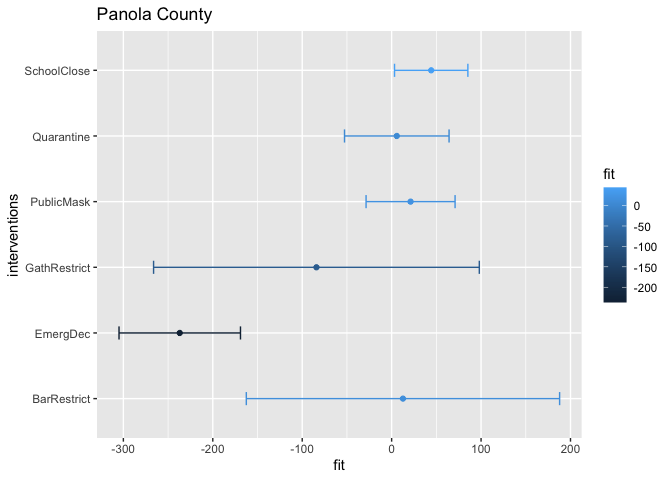 Panola County
SchoolClose
Quarantine
PublicMask
GathRestrict
EmergDec
BarRestrict
interventions
-300 -200 -100 0 100 200
fit
fit
0
-50
-100
-150
-200